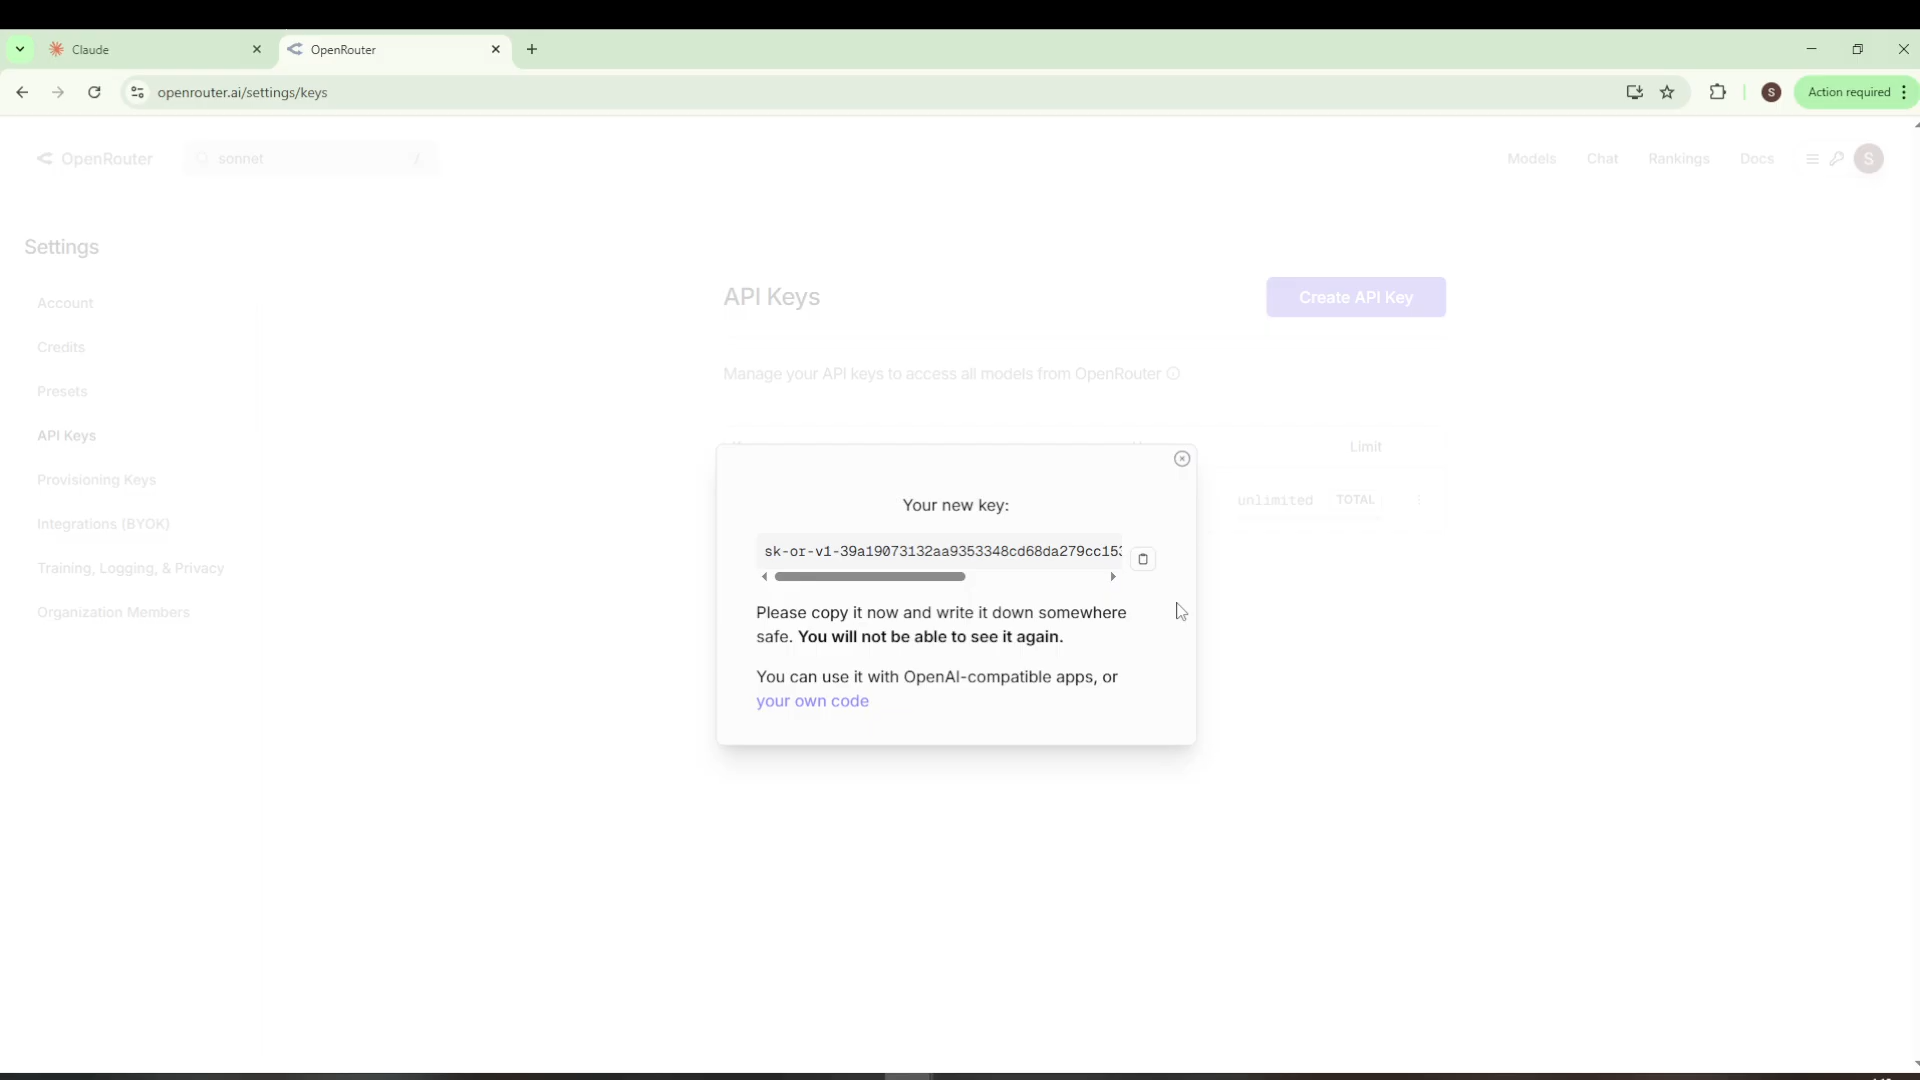 Claude
OpenRouter
openrouter.ai/settings/keys
S
Action required
OpenRouter
sonnet
/
Models
Chat
Rankings
Docs
S
Settings
Account
Credits
Presets
API Keys
Provisioning Keys
Integrations (BYOK)
Training, Logging, & Privacy
Organization Members
API Keys
Create API Key
Manage your API keys to access all models from OpenRouter
Limit
unlimited TOTAL
Your new key:
sk-or-v1-39a19073132aa9353348cd68da279cc153
Please copy it now and write it down somewhere
safe. You will not be able to see it again.
You can use it with OpenAI-compatible apps, or
your own code